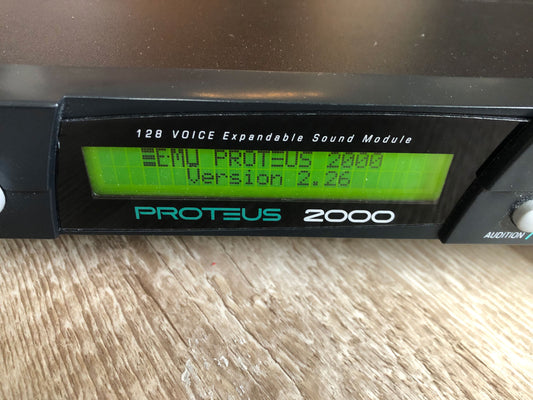 128 VOICE Expandable Sound Module
EMU PROTEUS 2000
Version 2.26
PROTEUS 2000
AUDITION